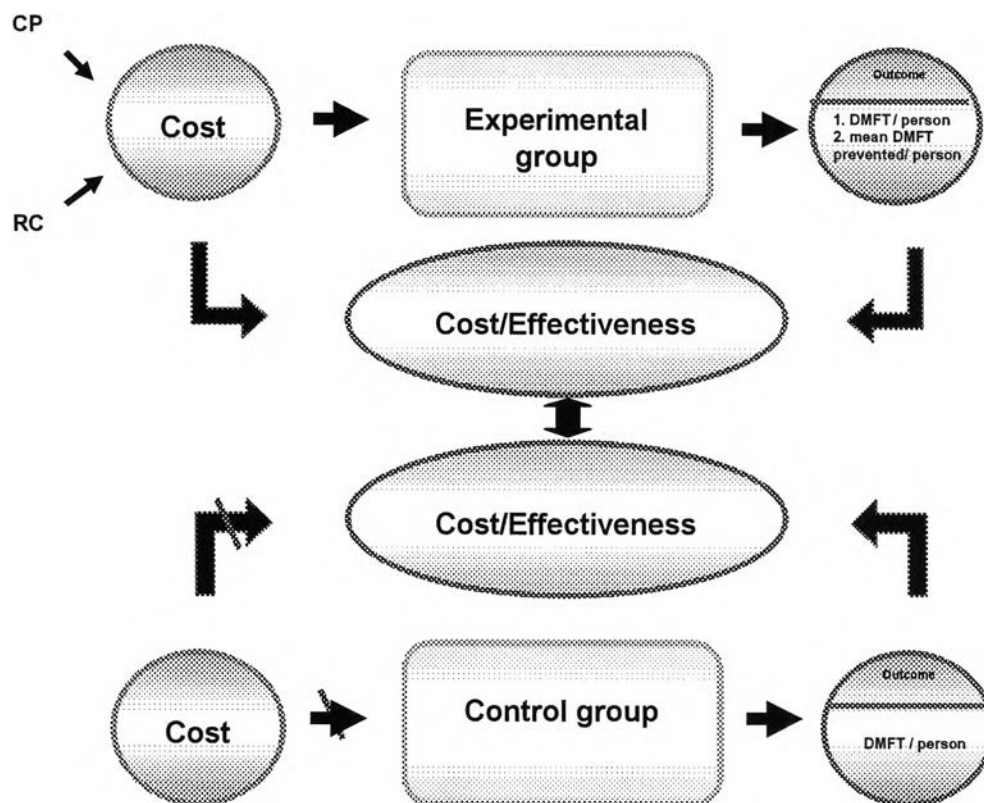 CP
Cost
RC
Experimental
group
Outcome
1. DMFT / person
2. mean DMFT
prevented/ person
Cost/Effectiveness
Cost/Effectiveness
Cost
Control group
Outcome
DMFT / person